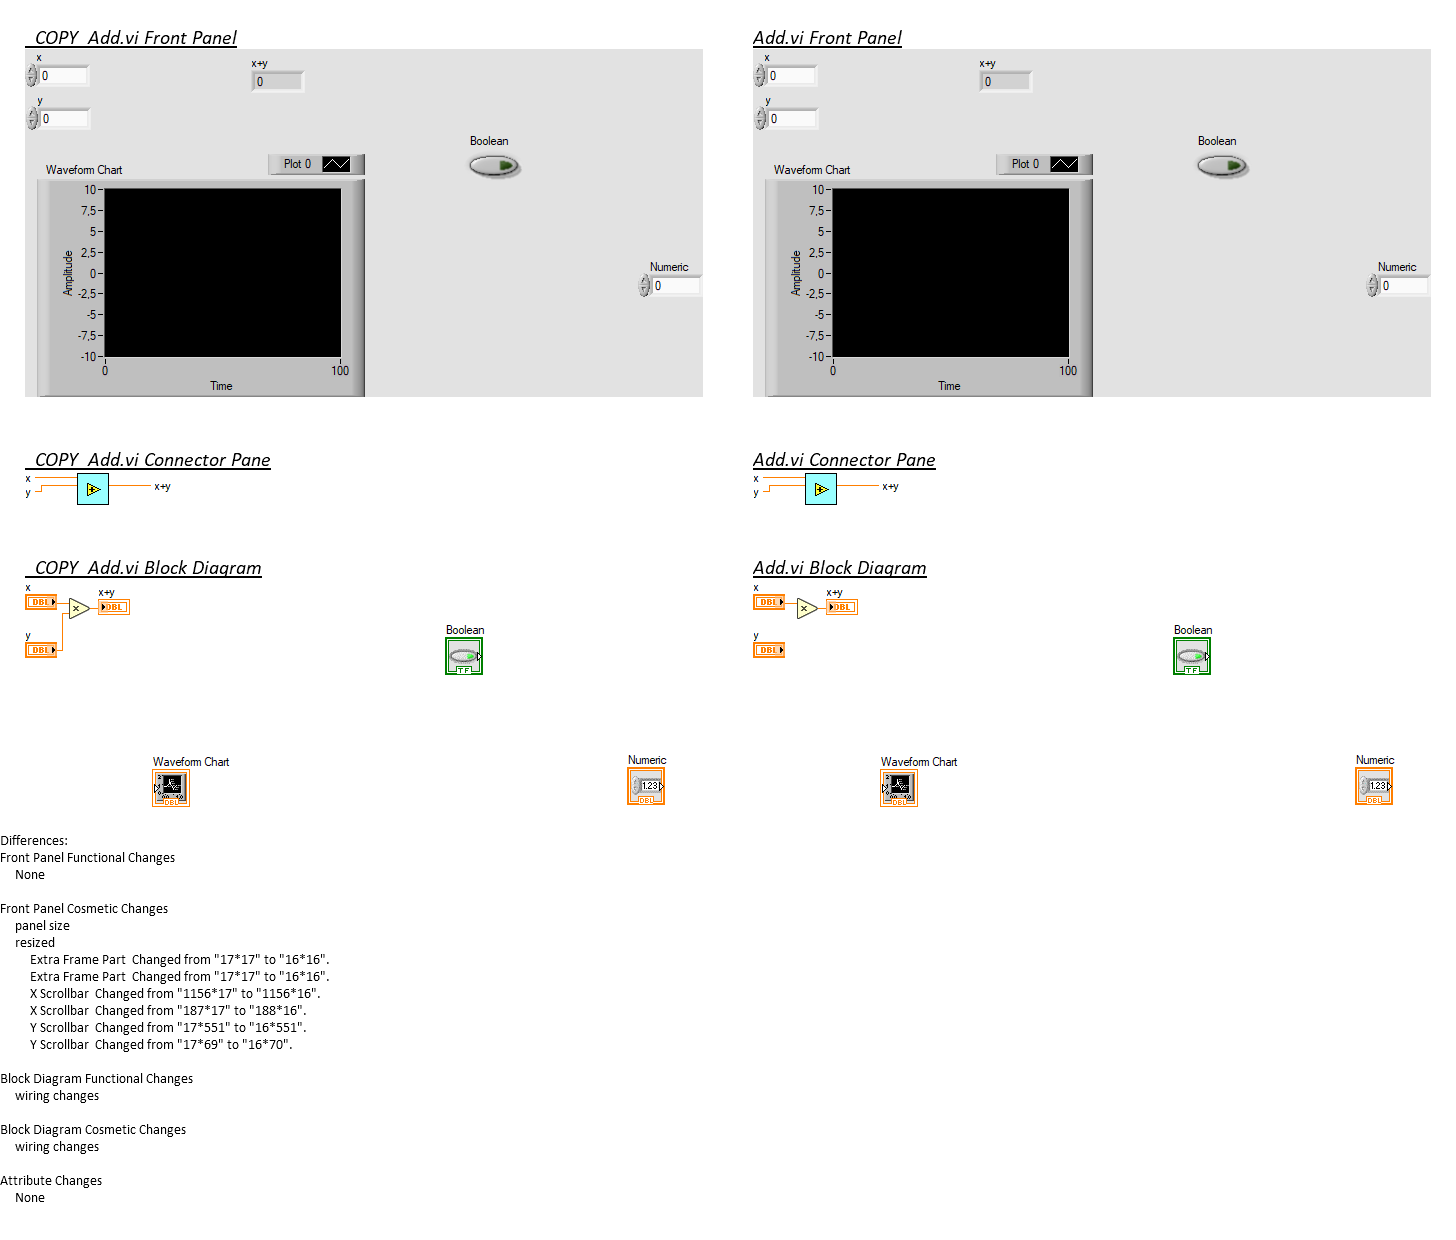 COPY Add.vi Front Panel
x
0
x+y
0
y
0
Boolean
Plot 0
Waveform Chart
10
7,5
5
2,5
0
-2,5
-5
-7,5
-10
Amplitude
0
100
Time
Numeric
0
Add.vi Front Panel
x
0
x+y
0
y
0
Boolean
Plot 0
Waveform Chart
10
7,5
5
2,5
0
-2,5
-5
-7,5
-10
Amplitude
0
100
Time
Numeric
0
COPY Add.vi Connector Pane
x
y
x+y
Add.vi Connector Pane
x
y
x+y
COPY Add.vi Block Diagram
x
DBL
x+y
DBL
y
DBL
Boolean
TF
Waveform Chart
DBL
Numeric
1.23
DBL
Add.vi Block Diagram
x
DBL
x+y
DBL
y
DBL
Boolean
TF
Waveform Chart
DBL
Numeric
1.23
DBL
Differences:
Front Panel Functional Changes
None
Front Panel Cosmetic Changes
panel size
resized
Extra Frame Part Changed from "17*17" to "16*16".
Extra Frame Part Changed from "17*17" to "16*16".
X Scrollbar Changed from "1156*17" to "1156*16".
X Scrollbar Changed from "187*17" to "188*16".
Y Scrollbar Changed from "17*551" to "16*551".
Y Scrollbar Changed from "17*69" to "16*70".
Block Diagram Functional Changes
wiring changes
Block Diagram Cosmetic Changes
wiring changes
Attribute Changes
None